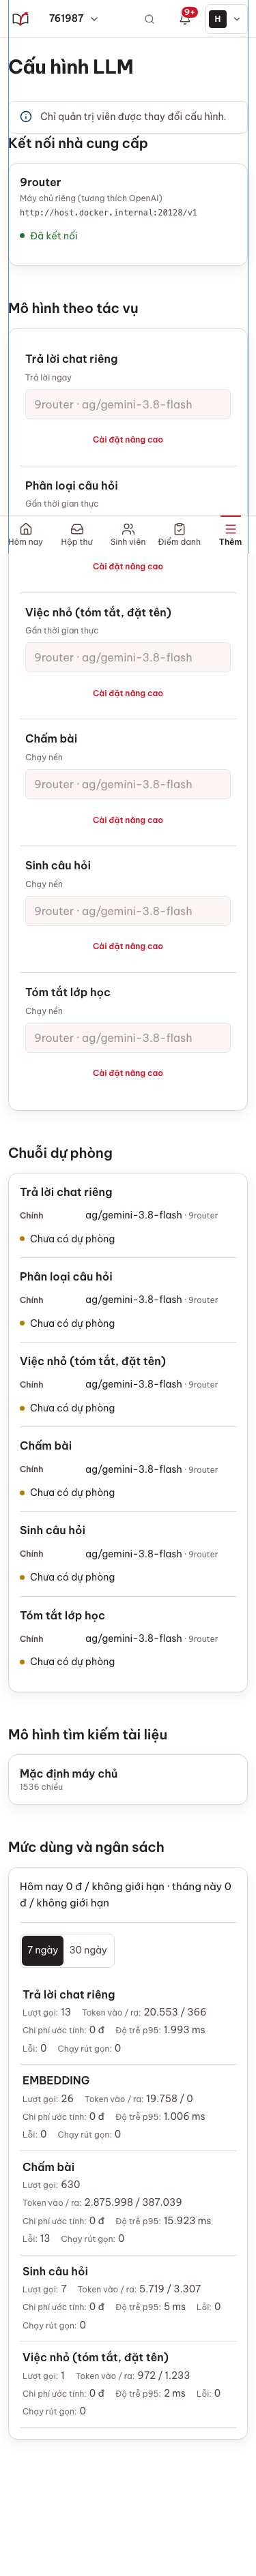 761987
9+
H
Cấu hình LLM
Chỉ quản trị viên được thay đổi cấu hình.
Kết nối nhà cung cấp
9router
Máy chủ riêng (tương thích OpenAI)
http://host.docker.internal:20128/v1
Đã kết nối
Mô hình theo tác vụ
Trả lời chat riêng
Trả lời ngay
9router · ag/gemini-3.8-flash
Cài đặt nâng cao
Phân loại câu hỏi
Gần thời gian thực
Hôm nay
Hộp thư
Sinh viên
Điểm danh
Thêm
Cài đặt nâng cao
Việc nhỏ (tóm tắt, đặt tên)
Gần thời gian thực
9router · ag/gemini-3.8-flash
Cài đặt nâng cao
Chấm bài
Chạy nền
9router · ag/gemini-3.8-flash
Cài đặt nâng cao
Sinh câu hỏi
Chạy nền
9router · ag/gemini-3.8-flash
Cài đặt nâng cao
Tóm tắt lớp học
Chạy nền
9router · ag/gemini-3.8-flash
Cài đặt nâng cao
Chuỗi dự phòng
Trả lời chat riêng
Chính ag/gemini-3.8-flash · 9router
Chưa có dự phòng
Phân loại câu hỏi
Chính ag/gemini-3.8-flash · 9router
Chưa có dự phòng
Việc nhỏ (tóm tắt, đặt tên)
Chính ag/gemini-3.8-flash · 9router
Chưa có dự phòng
Chấm bài
Chính ag/gemini-3.8-flash · 9router
Chưa có dự phòng
Sinh câu hỏi
Chính ag/gemini-3.8-flash · 9router
Chưa có dự phòng
Tóm tắt lớp học
Chính ag/gemini-3.8-flash · 9router
Chưa có dự phòng
Mô hình tìm kiếm tài liệu
Mặc định máy chủ
1536 chiều
Mức dùng và ngân sách
Hôm nay 0 đ / không giới hạn · tháng này 0
đ / không giới hạn
7 ngày 30 ngày
Trả lời chat riêng
Lượt gọi: 13 Token vào / ra: 20.553 / 366
Chi phí ước tính: 0 đ Độ trễ p95: 1.993 ms
Lỗi: 0 Chạy rút gọn: 0
EMBEDDING
Lượt gọi: 26 Token vào / ra: 19.758 / 0
Chi phí ước tính: 0 đ Độ trễ p95: 1.006 ms
Lỗi: 0 Chạy rút gọn: 0
Chấm bài
Lượt gọi: 630
Token vào / ra: 2.875.998 / 387.039
Chi phí ước tính: 0 đ Độ trễ p95: 15.923 ms
Lỗi: 13 Chạy rút gọn: 0
Sinh câu hỏi
Lượt gọi: 7 Token vào / ra: 5.719 / 3.307
Chi phí ước tính: 0 đ Độ trễ p95: 5 ms Lỗi: 0
Chạy rút gọn: 0
Việc nhỏ (tóm tắt, đặt tên)
Lượt gọi: 1 Token vào / ra: 972 / 1.233
Chi phí ước tính: 0 đ Độ trễ p95: 2 ms Lỗi: 0
Chạy rút gọn: 0